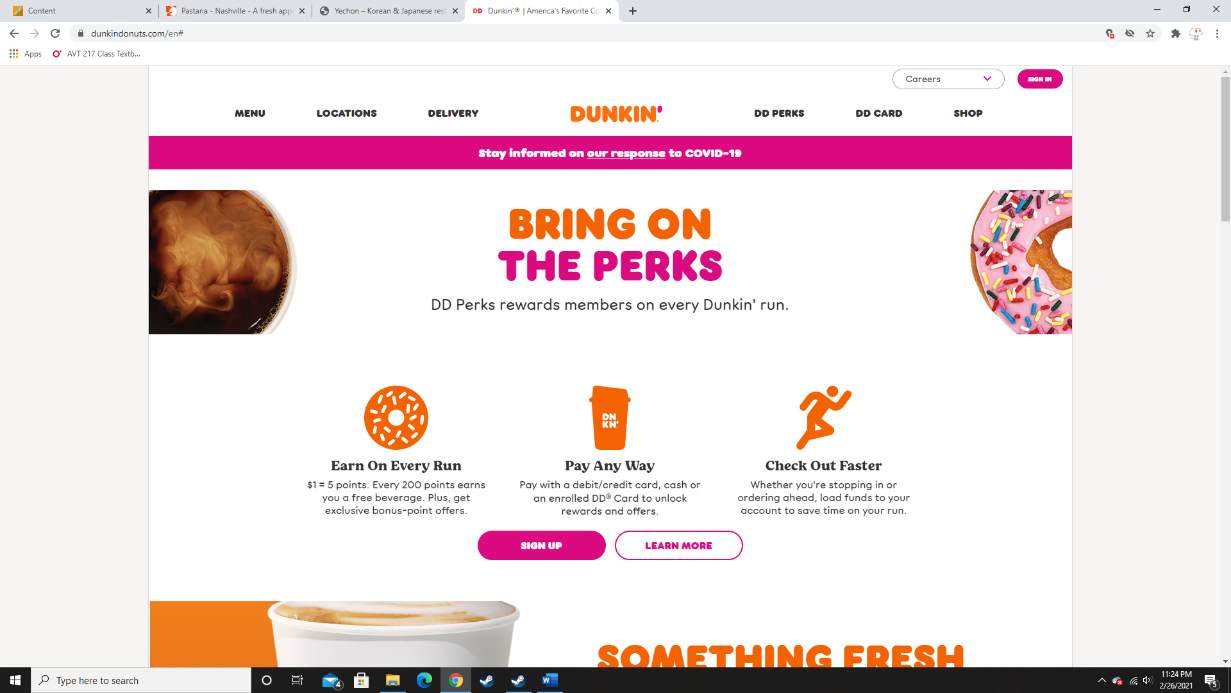 Content
Pastaria - Nashville - A fresh app
Yechon – Korean & Japanese rest
Dunkin'® | America's Favorite Co
dunkindonuts.com/en#
Apps
AVT 217 Class Textb...
Careers
SIGN IN
MENU
LOCATIONS
DELIVERY
DUNKIN'
DD PERKS
DD CARD
SHOP
Stay informed on our response to COVID-19
BRING ON
THE PERKS
DD Perks rewards members on every Dunkin' run.
DN
KN'
Earn On Every Run
$1 = 5 points. Every 200 points earns
you a free beverage. Plus, get
exclusive bonus-point offers.
Pay Any Way
Pay with a debit/credit card, cash or
an enrolled DD® Card to unlock
rewards and offers.
Check Out Faster
Whether you're stopping in or
ordering ahead, load funds to your
account to save time on your run.
SIGN UP
LEARN MORE
SOMETHING FRESH
Type here to search
4
11:24 PM
2/26/2021
5